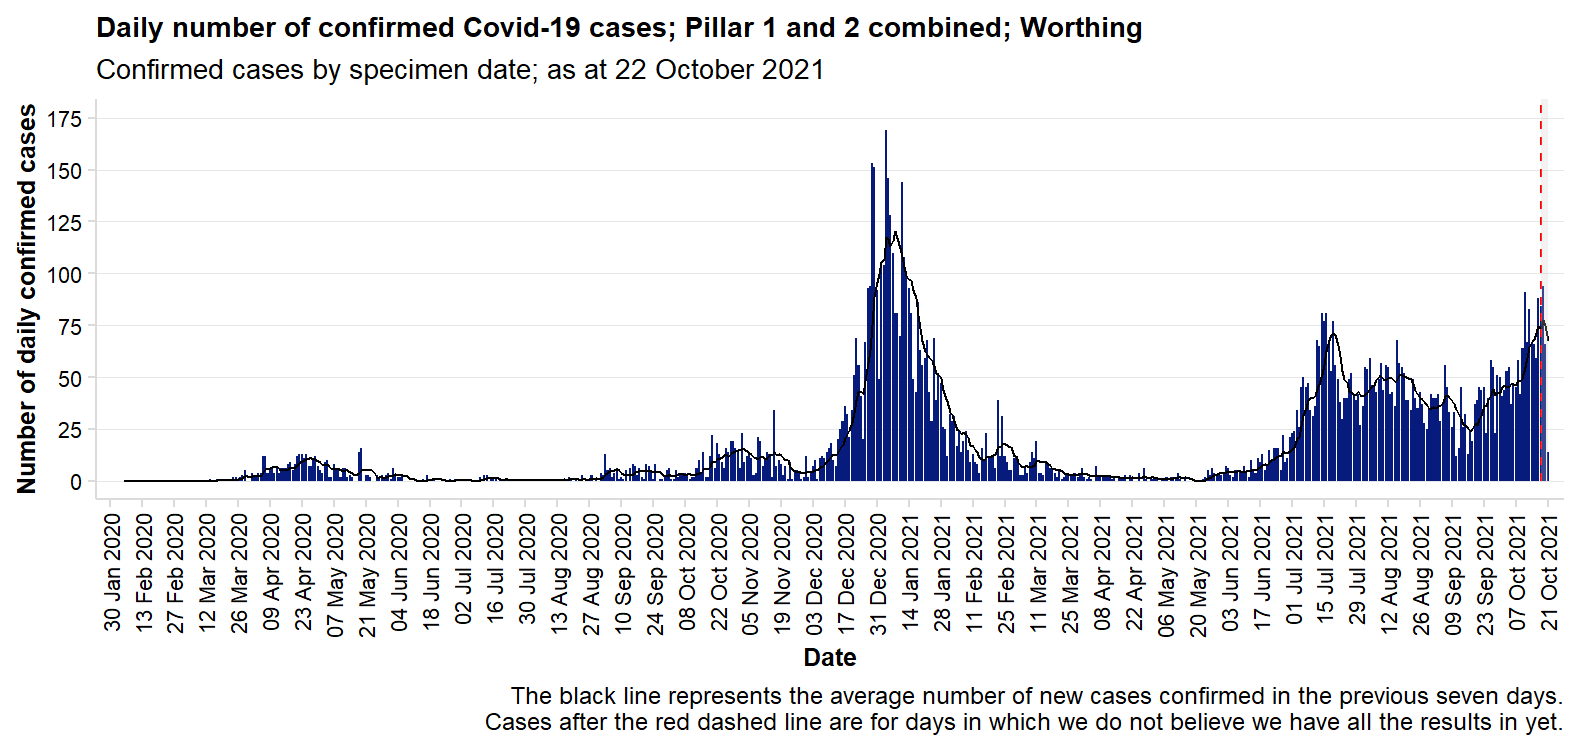 Daily number of confirmed Covid-19 cases; Pillar 1 and 2 combined; Worthing
Confirmed cases by specimen date; as at 22 October 2021
Number of daily confirmed cases
175
150
125
100
75
50
25
0
30 Jan 2020
13 Feb 2020
27 Feb 2020
12 Mar 2020
26 Mar 2020
09 Apr 2020
23 Apr 2020
07 May 2020
21 May 2020
04 Jun 2020
18 Jun 2020
02 Jul 2020
16 Jul 2020
30 Jul 2020
13 Aug 2020
27 Aug 2020
10 Sep 2020
24 Sep 2020
08 Oct 2020
22 Oct 2020
05 Nov 2020
19 Nov 2020
03 Dec 2020
17 Dec 2020
31 Dec 2020
14 Jan 2021
28 Jan 2021
11 Feb 2021
25 Feb 2021
11 Mar 2021
25 Mar 2021
08 Apr 2021
22 Apr 2021
06 May 2021
20 May 2021
03 Jun 2021
17 Jun 2021
01 Jul 2021
15 Jul 2021
29 Jul 2021
12 Aug 2021
26 Aug 2021
09 Sep 2021
23 Sep 2021
07 Oct 2021
21 Oct 2021
Date
The black line represents the average number of new cases confirmed in the previous seven days.
Cases after the red dashed line are for days in which we do not believe we have all the results in yet.